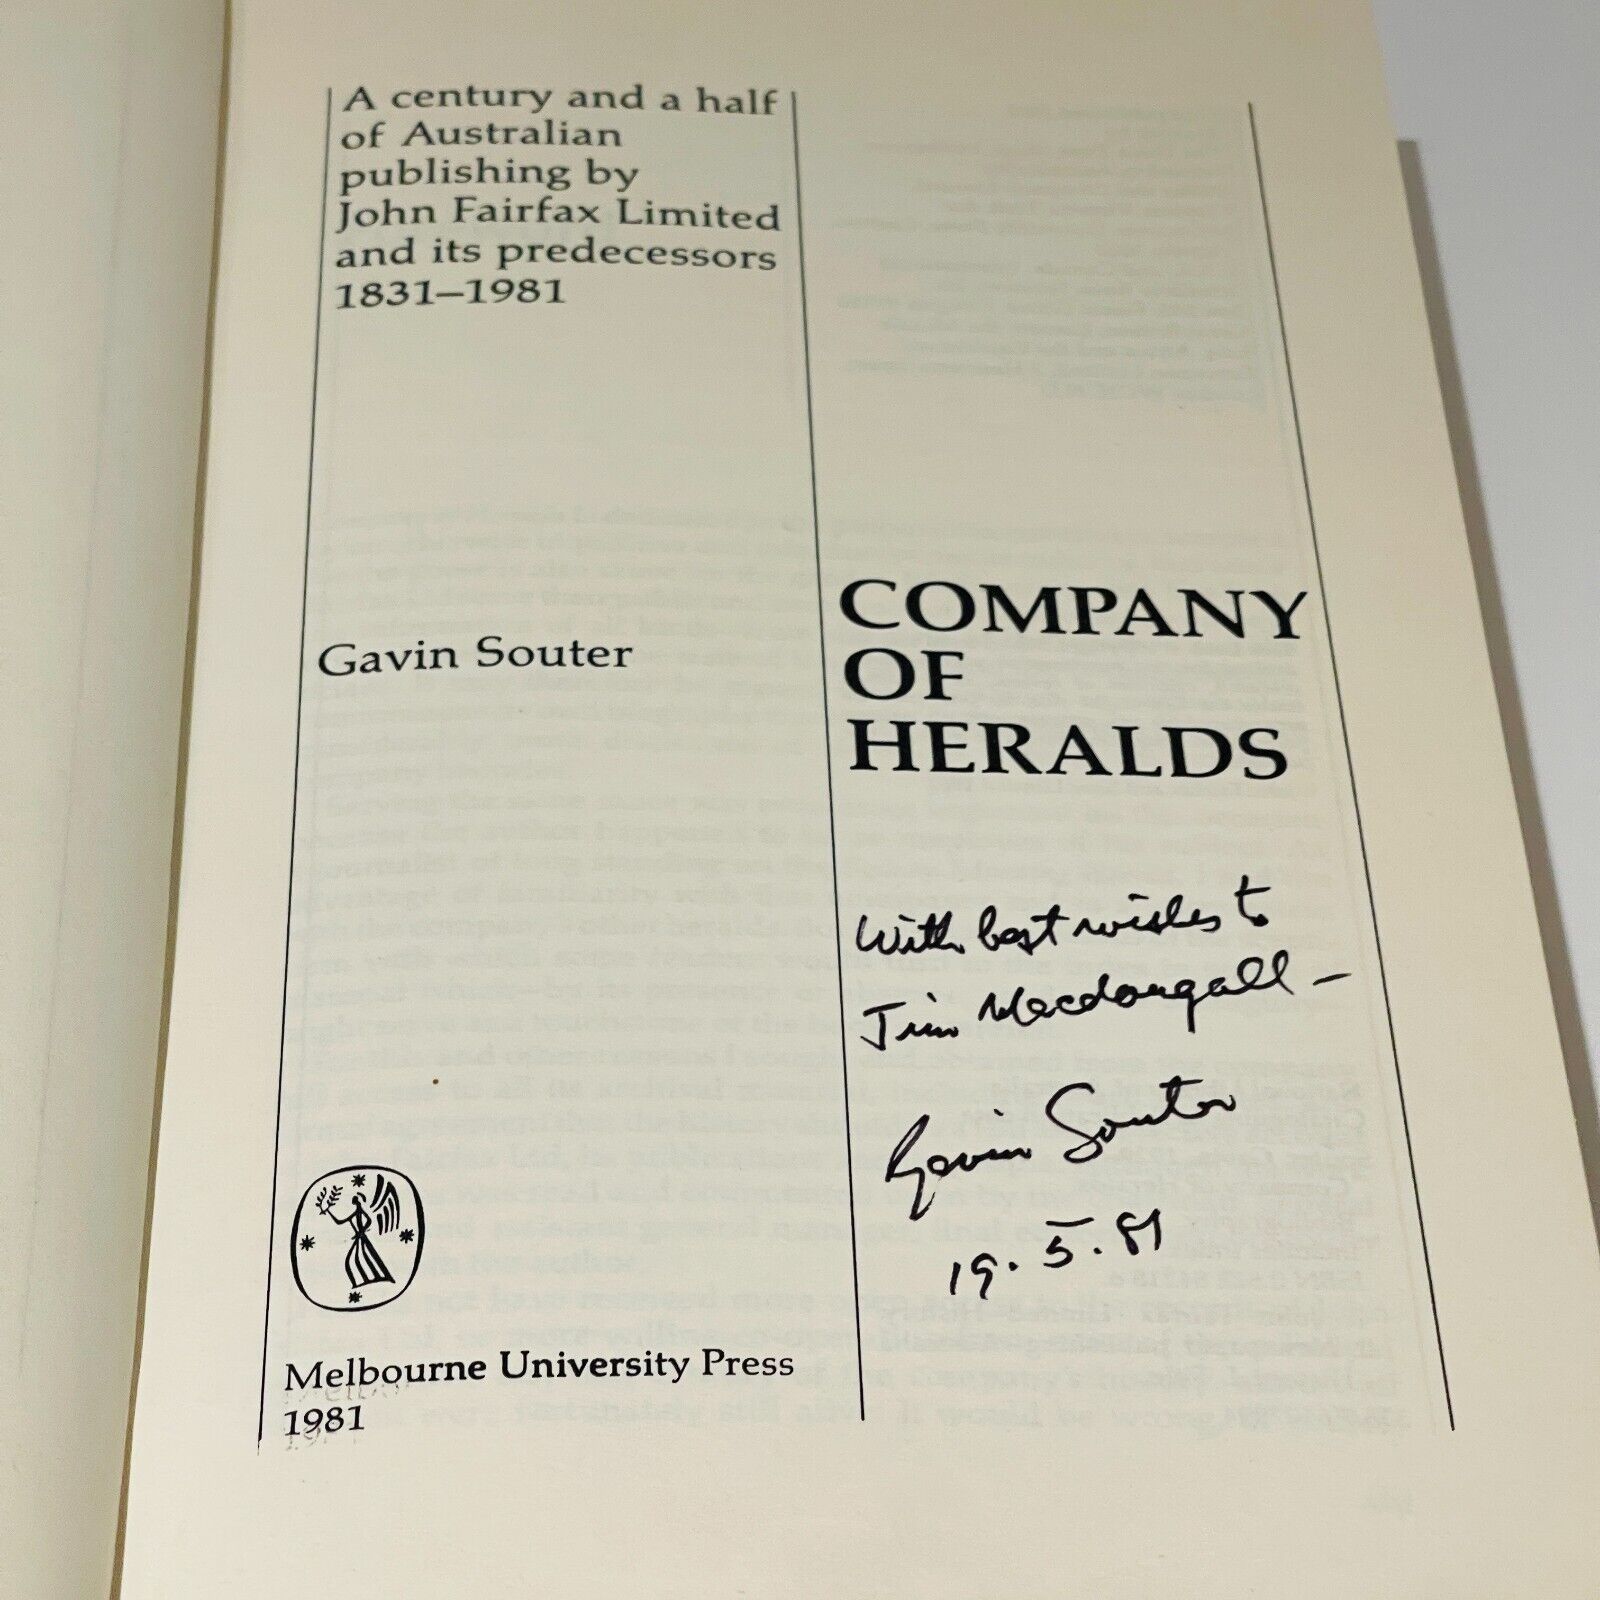 A century and a half
of Australian
publishing by
John Fairfax Limited
and its predecessors
1831–1981
Gavin Souter
COMPANY
OF
HERALDS
With best wishes to
Jim Macdougall –
Gavin Souter
19. 5. 81
Melbourne University Press
1981